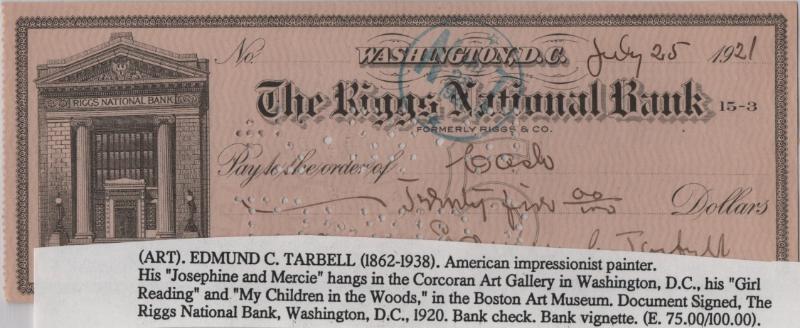 No. WASHINGTON, D.C. July 25 1921
RIGGS NATIONAL BANK
The Riggs National Bank 15-3
FORMERLY RIGGS & CO.
Pay to the order of Cash
Twenty five 00/100 Dollars
C. Tarbell
(ART). EDMUND C. TARBELL (1862-1938). American impressionist painter.
His "Josephine and Mercie" hangs in the Corcoran Art Gallery in Washington, D.C., his "Girl
Reading" and "My Children in the Woods," in the Boston Art Museum. Document Signed, The
Riggs National Bank, Washington, D.C., 1920. Bank check. Bank vignette. (E. 75.00/100.00).